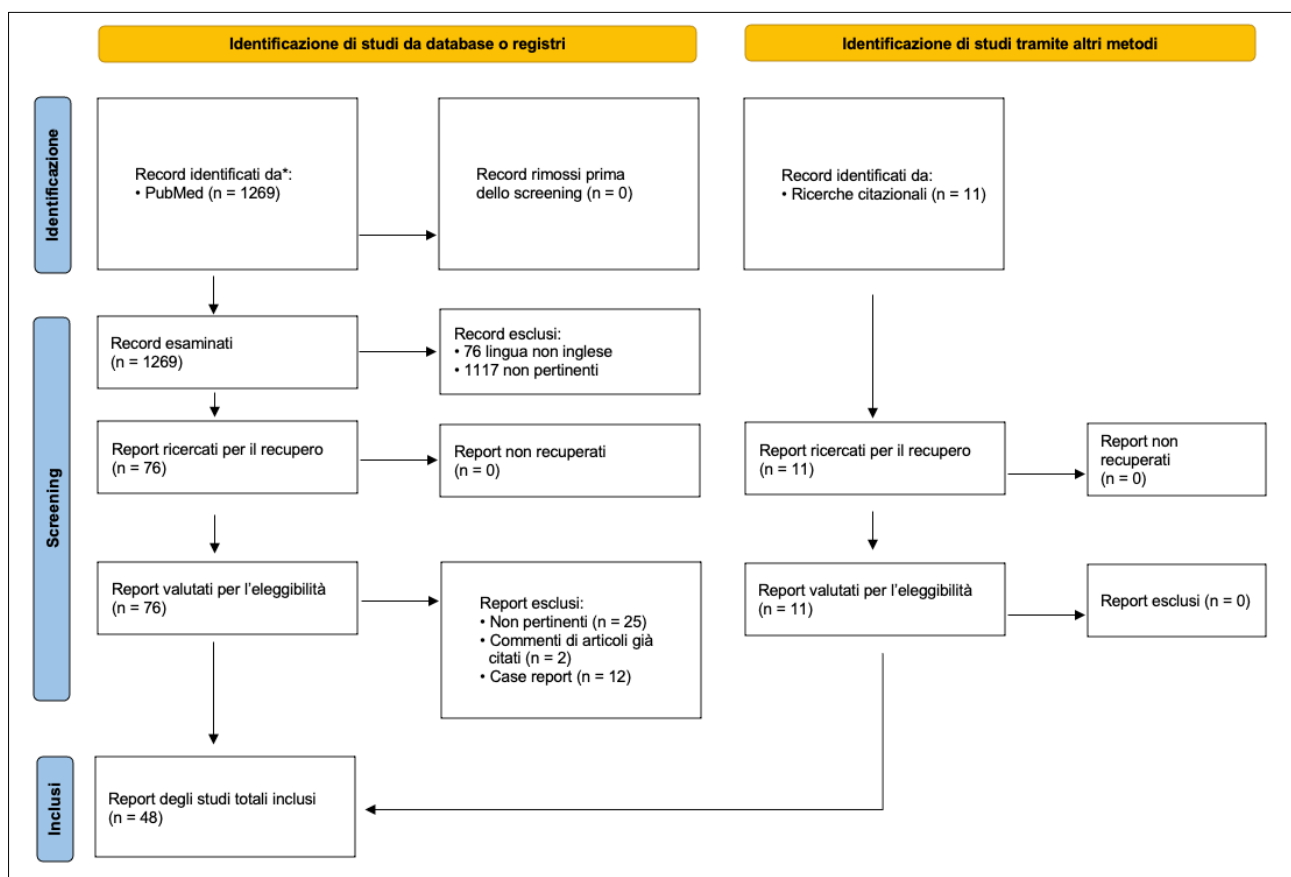 Identificazione di studi da database o registri
Identificazione di studi tramite altri metodi
Identificazione
Record identificati da*:
• PubMed (n = 1269)
Record rimossi prima
dello screening (n = 0)
Record identificati da:
• Ricerche citazionali (n = 11)
Screening
Record esaminati
(n = 1269)
Record esclusi:
• 76 lingua non inglese
• 1117 non pertinenti
Report ricercati per il recupero
(n = 76)
Report non recuperati
(n = 0)
Report ricercati per il recupero
(n = 11)
Report non
recuperati
(n = 0)
Report valutati per l’eleggibilità
(n = 76)
Report esclusi:
• Non pertinenti (n = 25)
• Commenti di articoli già
citati (n = 2)
• Case report (n = 12)
Report valutati per l’eleggibilità
(n = 11)
Report esclusi (n = 0)
Inclusi
Report degli studi totali inclusi
(n = 48)